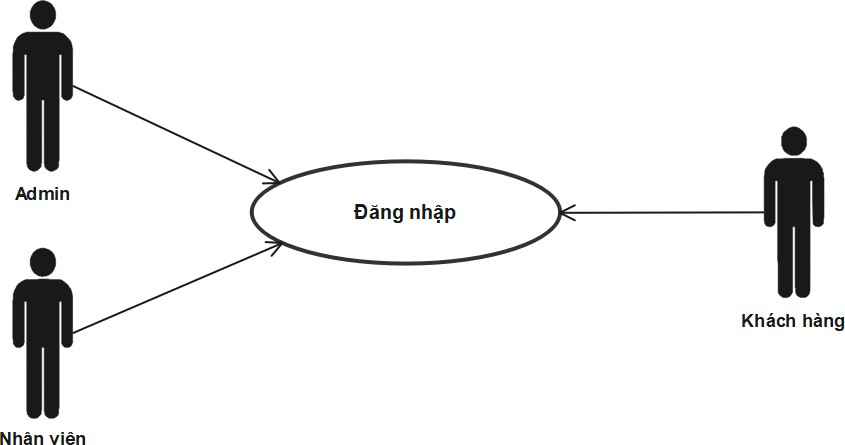 Admin
Đăng nhập
Khách hàng
Nhân viên